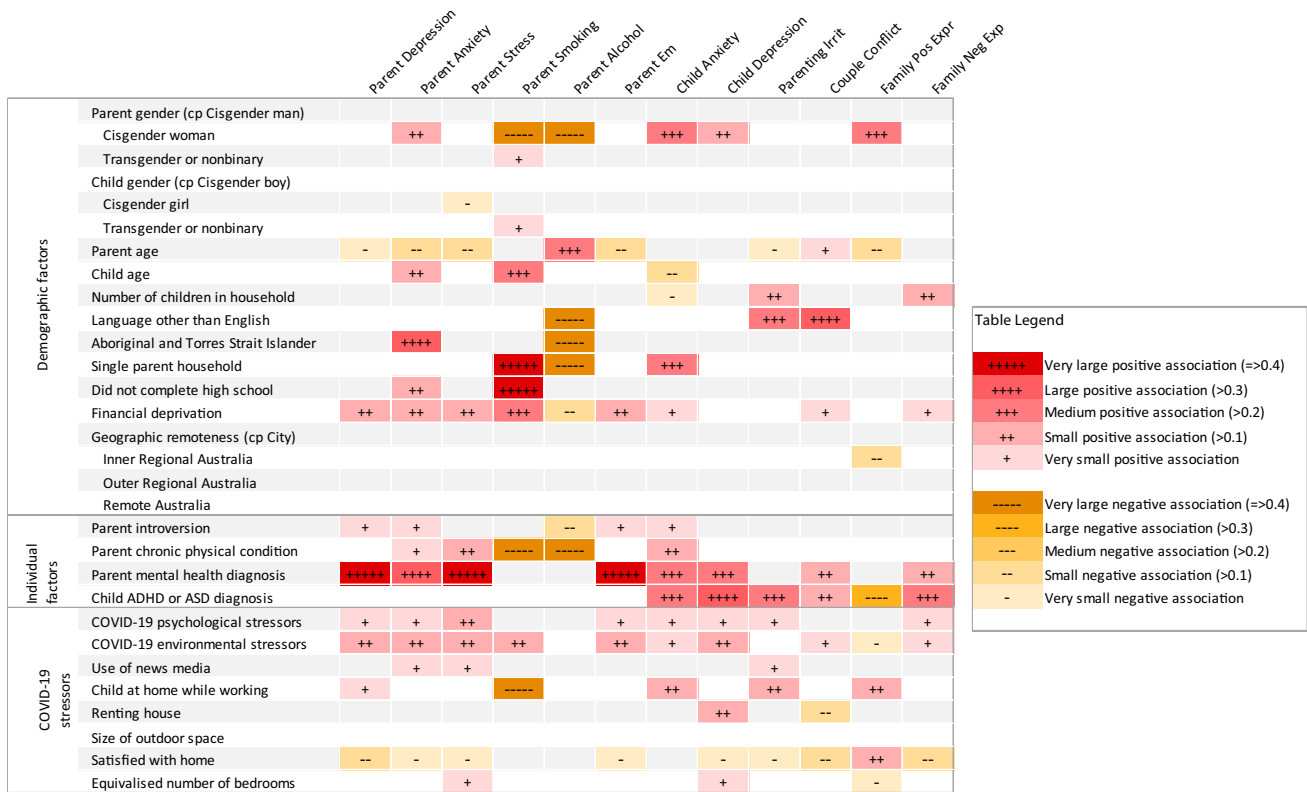 Parent Depression
Parent Anxiety
Parent Stress
Parent Smoking
Parent Alcohol
Parent Em
Child Anxiety
Child Depression
Parenting Irrit
Couple Conflict
Family Pos Expr
Family Neg Exp
Demographic factors
Parent gender (cp Cisgender man)
Cisgender woman ++ ----- ----- +++ ++ +++
Transgender or nonbinary +
Child gender (cp Cisgender boy)
Cisgender girl -
Transgender or nonbinary +
Parent age - -- -- +++ -- - + --
Child age ++ +++ --
Number of children in household - ++ ++
Language other than English ----- +++ ++++
Aboriginal and Torres Strait Islander ++++ -----
Single parent household +++++ ----- +++
Did not complete high school ++ +++++
Financial deprivation ++ ++ ++ +++ -- ++ + + +
Geographic remoteness (cp City)
Inner Regional Australia --
Outer Regional Australia
Remote Australia
Individual
factors
Parent introversion + + -- + +
Parent chronic physical condition + ++ ----- ----- ++
Parent mental health diagnosis +++++ ++++ +++++ +++++ +++ +++ ++ ++
Child ADHD or ASD diagnosis +++ ++++ +++ ++ ---- +++
COVID-19
stressors
COVID-19 psychological stressors + + ++ + + + + +
COVID-19 environmental stressors ++ ++ ++ ++ ++ + ++ + - +
Use of news media + + +
Child at home while working + ----- ++ ++ ++
Renting house ++ --
Size of outdoor space
Satisfied with home -- - - - - - -- ++ --
Equivalised number of bedrooms + + -
Table Legend
+++++ Very large positive association (=>0.4)
++++ Large positive association (>0.3)
+++ Medium positive association (>0.2)
++ Small positive association (>0.1)
+ Very small positive association
----- Very large negative association (=>0.4)
---- Large negative association (>0.3)
--- Medium negative association (>0.2)
-- Small negative association (>0.1)
- Very small negative association